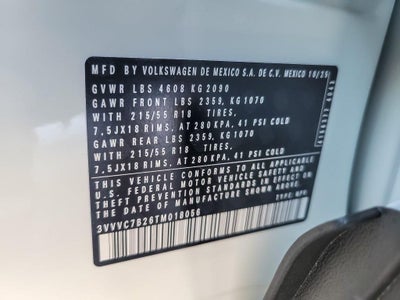 MFD BY VOLKSWAGEN DE MEXICO S.A. DE C.V. MEXICO 10/25
GVWR LBS 4608 KG 2090
GAWR FRONT LBS 2359, KG 1070
215/55 R18 TIRES,
7.5JX18 RIMS, AT 280 KPA, 41 PSI COLD
GAWR REAR LBS 2359, KG 1070
215/55 R18 TIRES,
7.5JX18 RIMS, AT 280 KPA, 41 PSI COLD
THIS VEHICLE CONFORMS TO ALL APPLICABLE
U.S. FEDERAL MOTOR VEHICLE SAFETY AND
THEFT PREVENTION STANDARDS IN EFFECT ON
THE DATE OF MANUFACTURE SHOWN ABOVE.
3VVVC7B26TM018056
TYPE: MPV